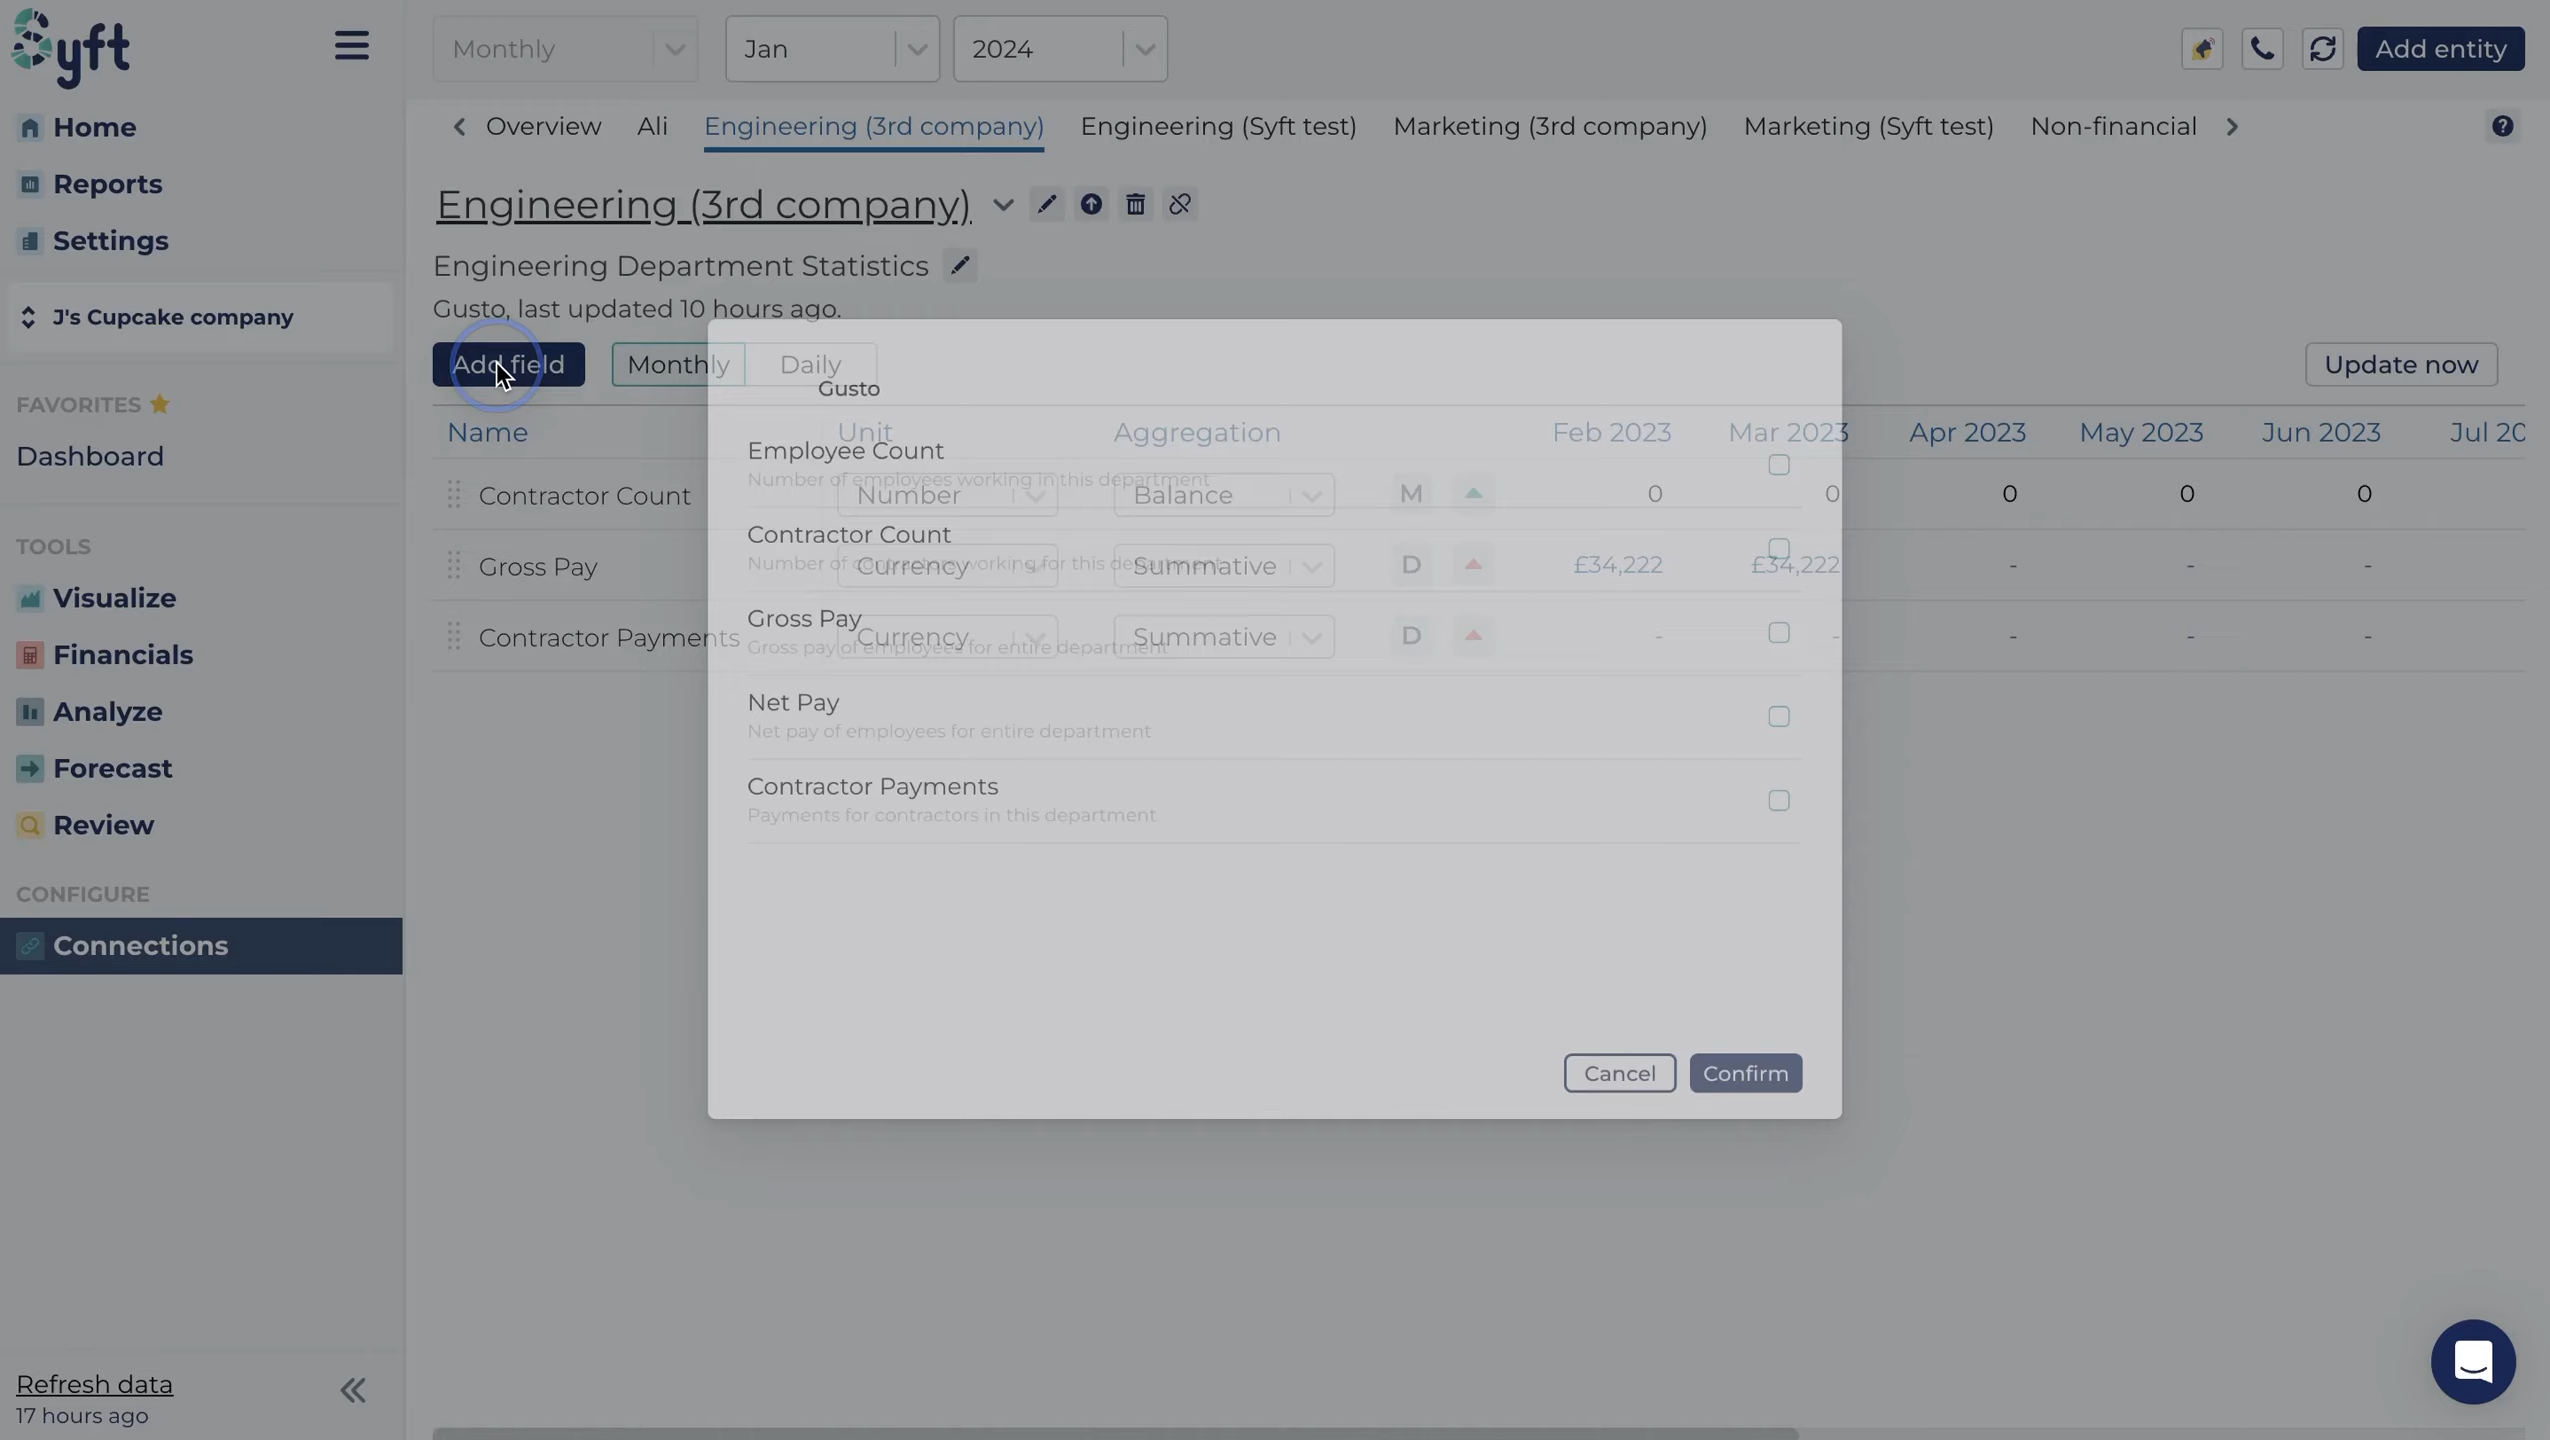 Syft
Monthly
Jan
2024
Add entity
Home
Reports
Settings
J's Cupcake company
FAVORITES
Dashboard
TOOLS
Visualize
Financials
Analyze
Forecast
Review
CONFIGURE
Connections
Refresh data
17 hours ago
Overview
Ali
Engineering (3rd company)
Engineering (Syft test)
Marketing (3rd company)
Marketing (Syft test)
Non-financial
Engineering (3rd company)
Engineering Department Statistics
Gusto, last updated 10 hours ago.
Add field
Monthly
Daily
Update now
Name Unit Aggregation Feb 2023 Mar 2023 Apr 2023 May 2023 Jun 2023 Jul 20
Contractor Count Number Balance M 0 0 0 0 0
Gross Pay Currency Summative D £34,222 £34,222 - - -
Contractor Payments Currency Summative D - - - - -
Gusto
Employee Count
Number of employees working in this department
Contractor Count
Number of contractors working for this department
Gross Pay
Gross pay of employees for entire department
Net Pay
Net pay of employees for entire department
Contractor Payments
Payments for contractors in this department
Cancel
Confirm